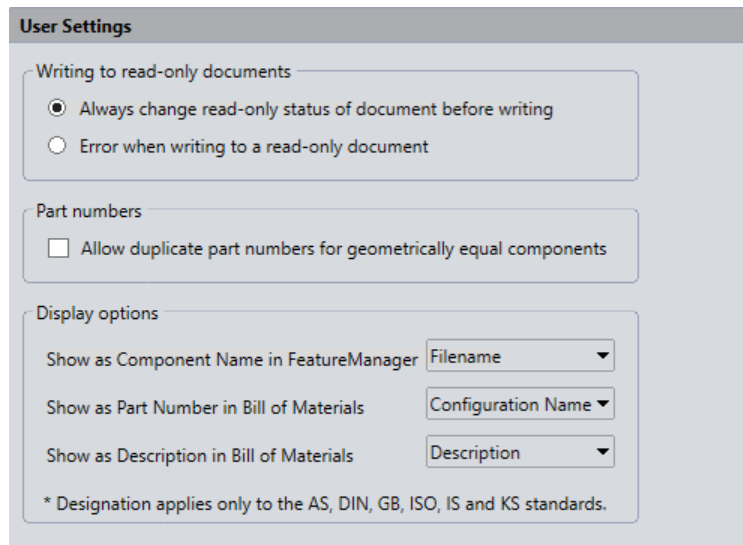 User Settings
Writing to read-only documents
Always change read-only status of document before writing
Error when writing to a read-only document
Part numbers
Allow duplicate part numbers for geometrically equal components
Display options
Show as Component Name in FeatureManager Filename
Show as Part Number in Bill of Materials Configuration Name
Show as Description in Bill of Materials Description
* Designation applies only to the AS, DIN, GB, ISO, IS and KS standards.